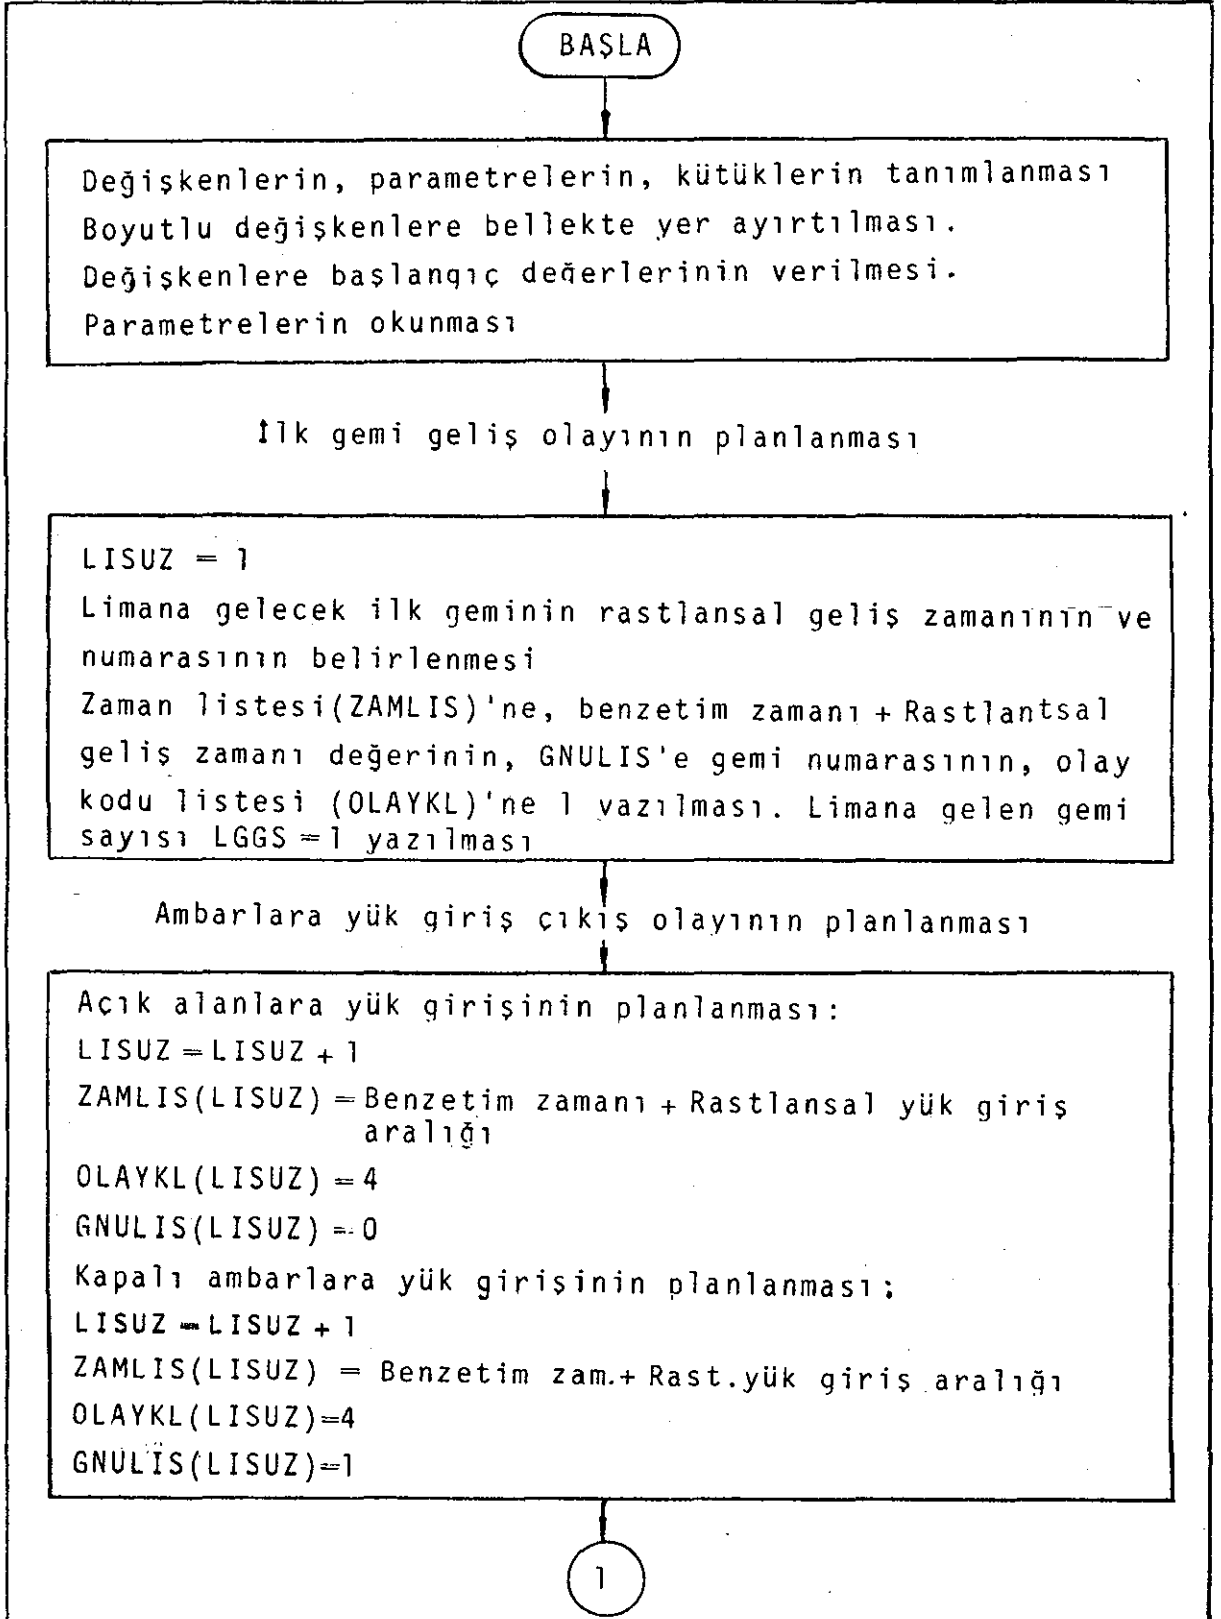 BAŞLA
Değişkenlerin, parametrelerin, kütüklerin tanımlanması
Boyutlu değişkenlere bellekte yer ayırtılması.
Değişkenlere başlangıç değerlerinin verilmesi.
Parametrelerin okunması
İlk gemi geliş olayının planlanması
LISUZ = 1
Limana gelecek ilk geminin rastlansal geliş zamanının ve
numarasının belirlenmesi
Zaman listesi(ZAMLIS)'ne, benzetim zamanı + Rastlantsal
geliş zamanı değerinin, GNULIS'e gemi numarasının, olay
kodu listesi (OLAYKL)'ne 1 yazılması. Limana gelen gemi
sayısı LGGS = 1 yazılması
Ambarlara yük giriş çıkış olayının planlanması
Açık alanlara yük girişinin planlanması:
LISUZ = LISUZ + 1
ZAMLIS(LISUZ) = Benzetim zamanı + Rastlansal yük giriş
aralığı
OLAYKL(LISUZ) = 4
GNULIS(LISUZ) = 0
Kapalı ambarlara yük girişinin planlanması;
LISUZ = LISUZ + 1
ZAMLIS(LISUZ) = Benzetim zam.+ Rast.yük giriş aralığı
OLAYKL(LISUZ)=4
GNULIS(LISUZ)=1
1